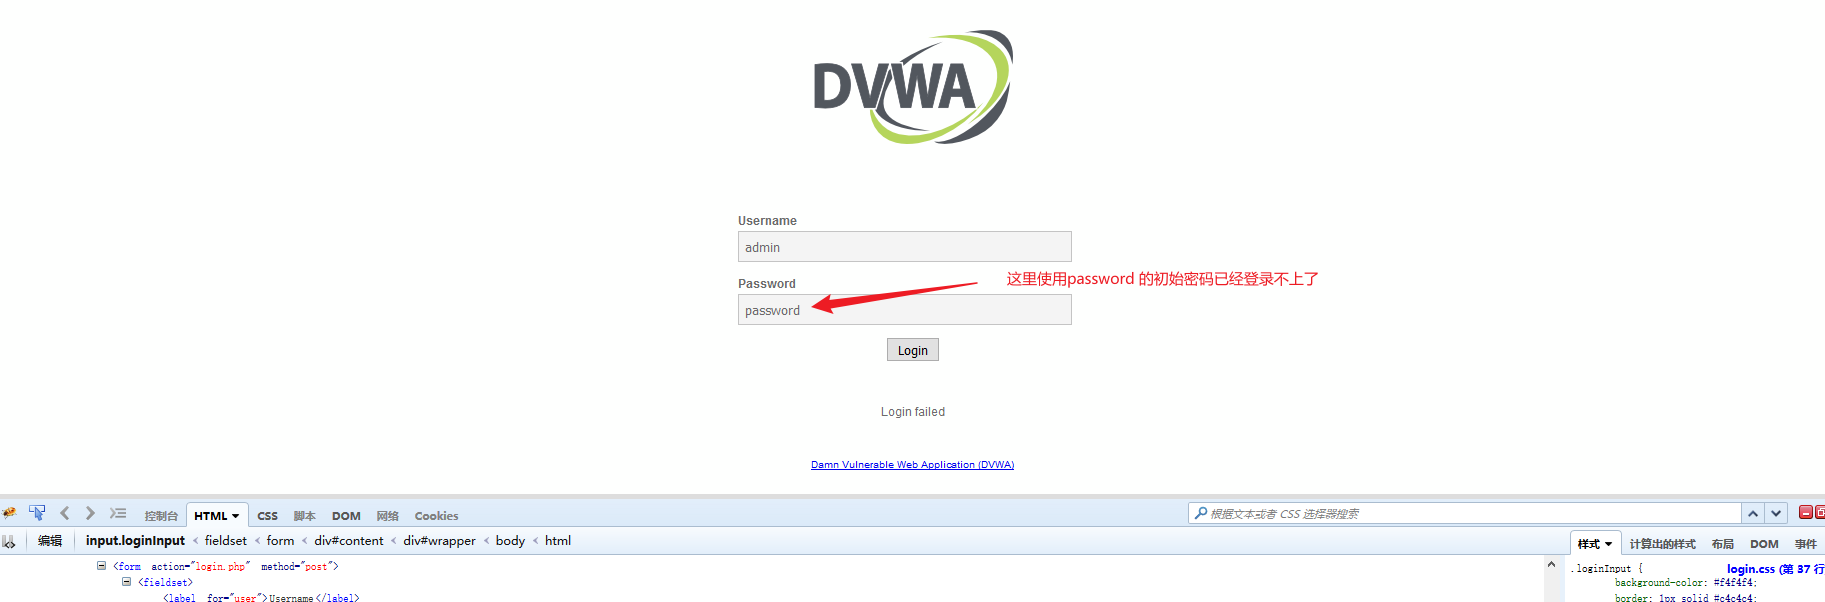 DVWA
Username
admin
这里使用password 的初始密码已经登录不上了
Password
password
Login
Login failed
Damn Vulnerable Web Application (DVWA)
控制台 HTML CSS 脚本 DOM 网络 Cookies 根据文本或者 CSS 选择器搜索
编辑 input.loginInput < fieldset < form < div#content < div#wrapper < body < html 样式 计算出的样式 布局 DOM 事件
<form action="login.php" method="post"> .loginInput { login.css (第 37 行
<fieldset> background-color: #f4f4f4;
<label for="user">Username</label> border: 1px solid #c4c4c4;